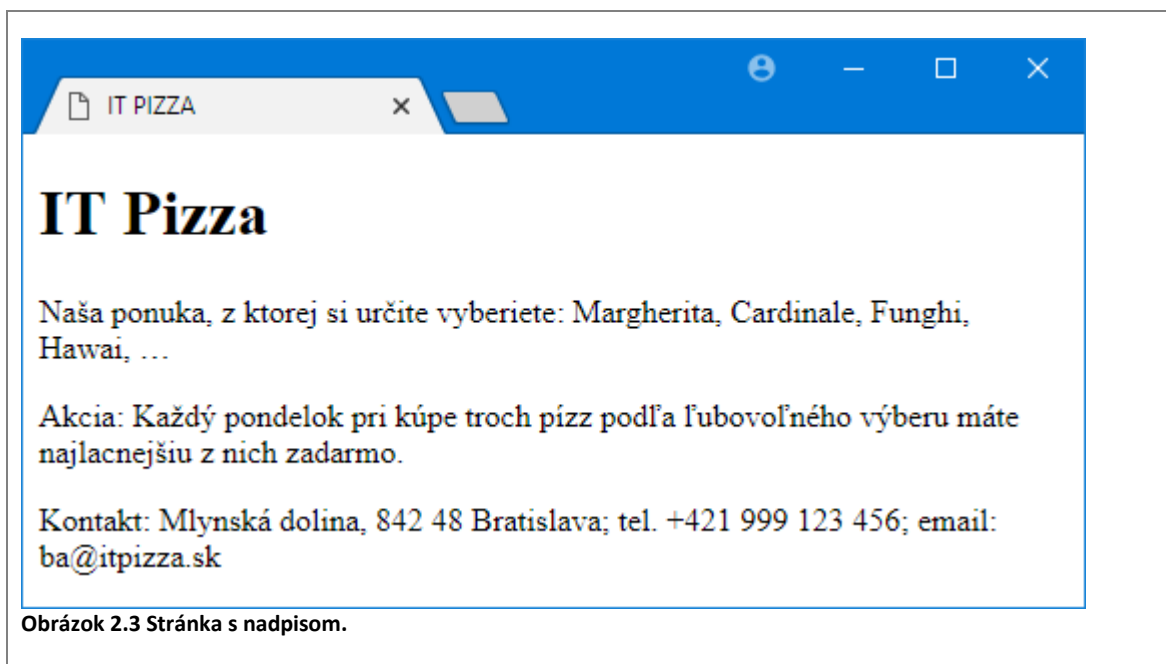 IT PIZZA
IT Pizza
Naša ponuka, z ktorej si určite vyberiete: Margherita, Cardinale, Funghi,
Hawai, …
Akcia: Každý pondelok pri kúpe troch pízz podľa ľubovoľného výberu máte
najlacnejšiu z nich zadarmo.
Kontakt: Mlynská dolina, 842 48 Bratislava; tel. +421 999 123 456; email:
ba@itpizza.sk
Obrázok 2.3 Stránka s nadpisom.